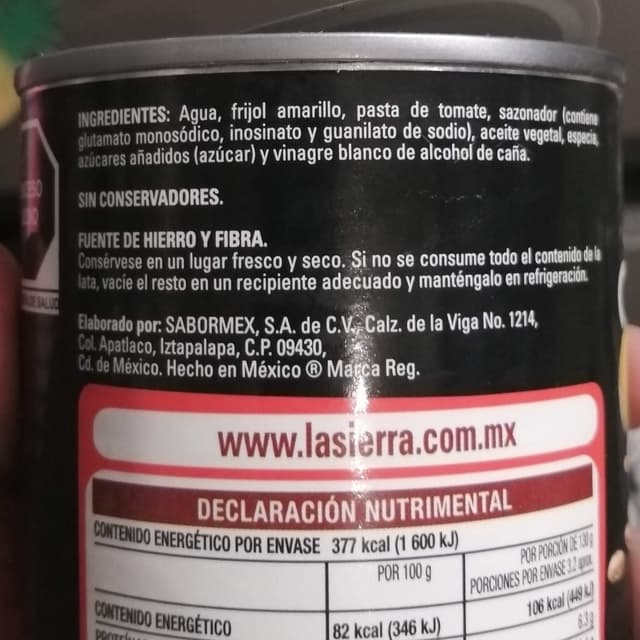 INGREDIENTES: Agua, frijol amarillo, pasta de tomate, sazonador (contiene
glutamato monosódico, inosinato y guanilato de sodio), aceite vegetal, especia,
azúcares añadidos (azúcar) y vinagre blanco de alcohol de caña.
SIN CONSERVADORES.
FUENTE DE HIERRO Y FIBRA.
Consérvese en un lugar fresco y seco. Si no se consume todo el contenido de la
lata, vacíe el resto en un recipiente adecuado y manténgalo en refrigeración.
Elaborado por: SABORMEX, S.A. de C.V., Calz. de la Viga No. 1214,
Col. Apatlaco, Iztapalapa, C.P. 09430,
Cd. de México. Hecho en México ® Marca Reg.
www.lasierra.com.mx
DECLARACIÓN NUTRIMENTAL
CONTENIDO ENERGÉTICO POR ENVASE 377 kcal (1 600 kJ)
POR 100 g
POR PORCIÓN DE 130 g
PORCIONES POR ENVASE 3.2 aprox.
CONTENIDO ENERGÉTICO 82 kcal (346 kJ) 106 kcal (449 kJ)
6.3 g